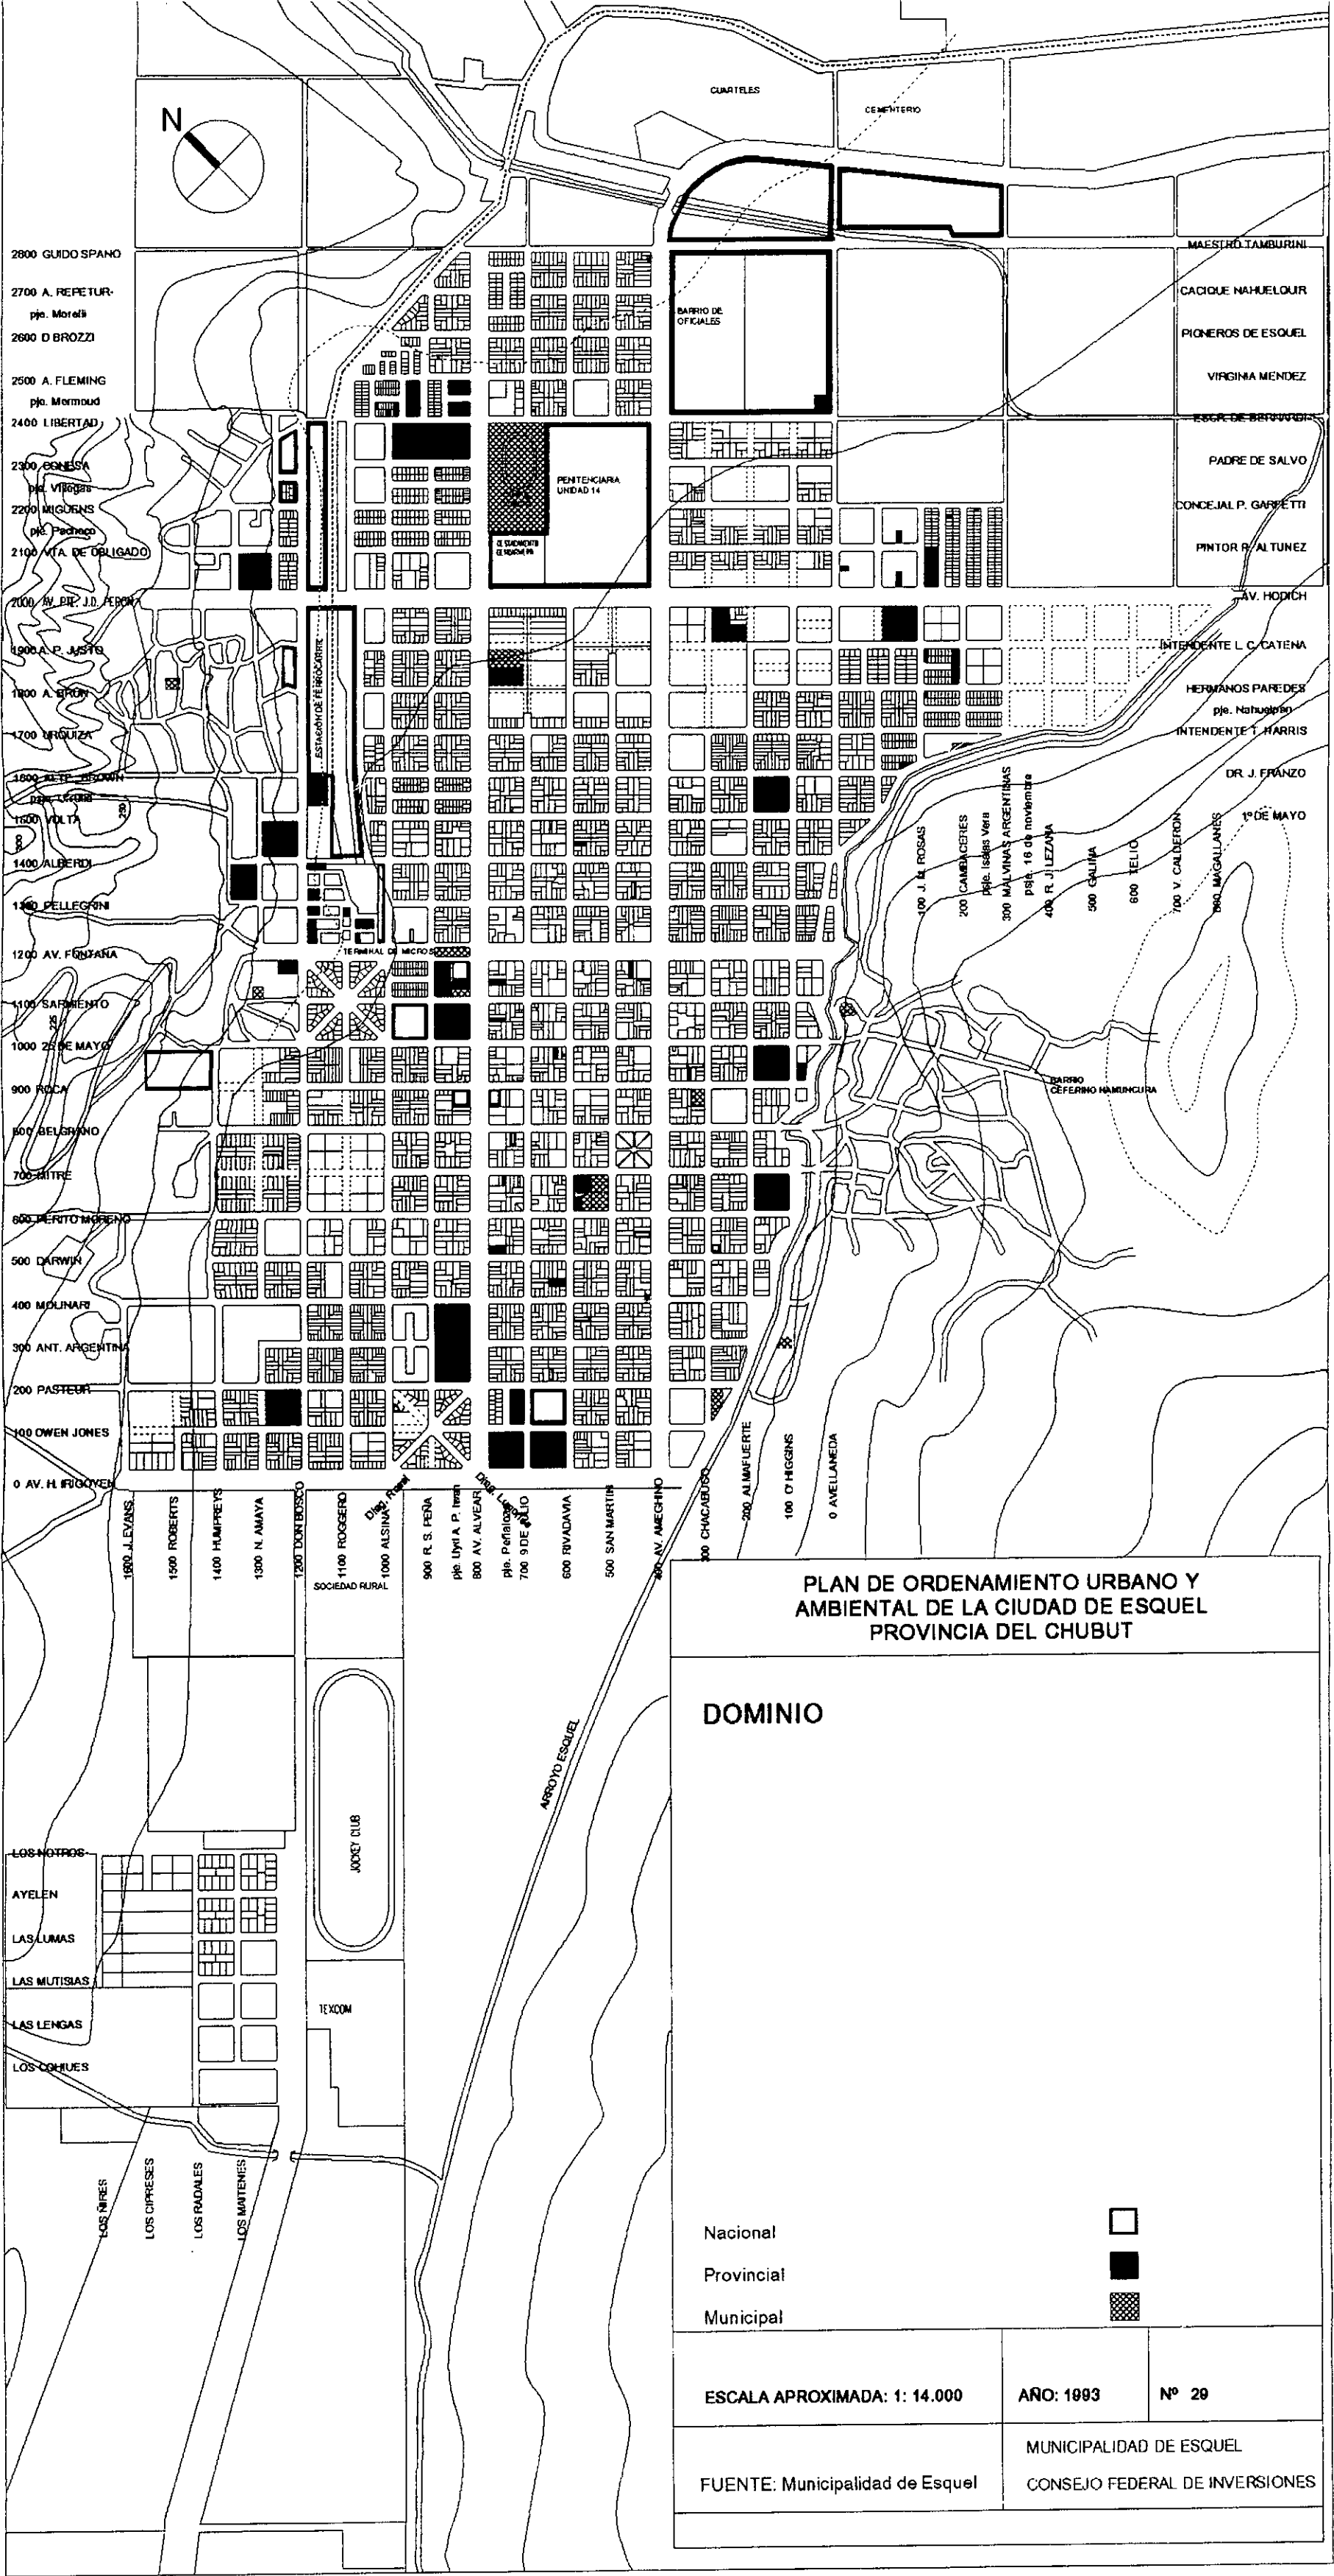 CUARTELES
CEMENTERIO
N
2800 GUIDO SPANO
2700 A. REPETUR
pje. Morelli
2600 D BROZZI
2500 A. FLEMING
pje. Mermoud
2400 LIBERTAD
2300 CONESA
pje. Villegas
2200 MIGUENS
pje. Pacheco
2100 VTA. DE OBLIGADO
2000 AV. PTE. J.D. PERON
1900 A. P. JUSTO
1800 A. BRUN
1700 URQUIZA
1600 ALTE. BROWN
1500 VOLTA
1400 ALBERDI
1300 PELLEGRINI
1200 AV. FONTANA
1100 SARMIENTO
1000 25 DE MAYO
900 ROCA
800 BELGRANO
700 MITRE
600 PERITO MORENO
500 DARWIN
400 MOLINARI
300 ANT. ARGENTINA
200 PASTEUR
100 OWEN JONES
0 AV. H. IRIGOYEN
MAESTRO TAMBURINI
CACIQUE NAHUELQUIR
PIONEROS DE ESQUEL
VIRGINIA MENDEZ
ESCR. DE BERNARDI
PADRE DE SALVO
CONCEJAL P. GARPETTI
PINTOR R. ALTUNEZ
AV. HODICH
INTENDENTE L. C. CATENA
HERMANOS PAREDES
pje. Nahuelpan
INTENDENTE T. HARRIS
DR. J. FRANZO
1º DE MAYO
BARRIO DE
OFICIALES
PENITENCIARIA
UNIDAD 14
ESTACION DE FERROCARRIL
TERMINAL DE MICROS
100 J. M. ROSAS
200 CAMBACERES
psje. Isaias Vera
300 MALVINAS ARGENTINAS
psje. 16 de noviembre
400 R. J. LEZANA
500 GALINA
600 TELIO
700 V. CALDERON
800 MAGALLANES
BARRIO
CEFERINO NAMUNCURA
1600 J. EVANS
1500 ROBERTS
1400 HUMPREYS
1300 N. AMAYA
1200 DON BOSCO
1100 ROGGERO
1000 ALSINA
Diag. Rural
900 R. S. PEÑA
pje. Llyri A. P. Iwan
800 AV. ALVEAR
pje. Peñaloza
700 9 DE JULIO
600 RIVADAVIA
500 SAN MARTIN
400 AV. AMEGHINO
300 CHACABUCO
200 ALMAFUERTE
100 O'HIGGINS
0 AVELLANEDA
SOCIEDAD RURAL
ARROYO ESQUEL
JOCKEY CLUB
TEXCOM
LOS NOTROS
AYELEN
LAS LUMAS
LAS MUTISIAS
LAS LENGAS
LOS COHIUES
LOS ÑIRES
LOS CIPRESES
LOS RADALES
LOS MAITENES
PLAN DE ORDENAMIENTO URBANO Y
AMBIENTAL DE LA CIUDAD DE ESQUEL
PROVINCIA DEL CHUBUT
DOMINIO
Nacional
Provincial
Municipal
ESCALA APROXIMADA: 1: 14.000
AÑO: 1993
Nº 29
FUENTE: Municipalidad de Esquel
MUNICIPALIDAD DE ESQUEL
CONSEJO FEDERAL DE INVERSIONES